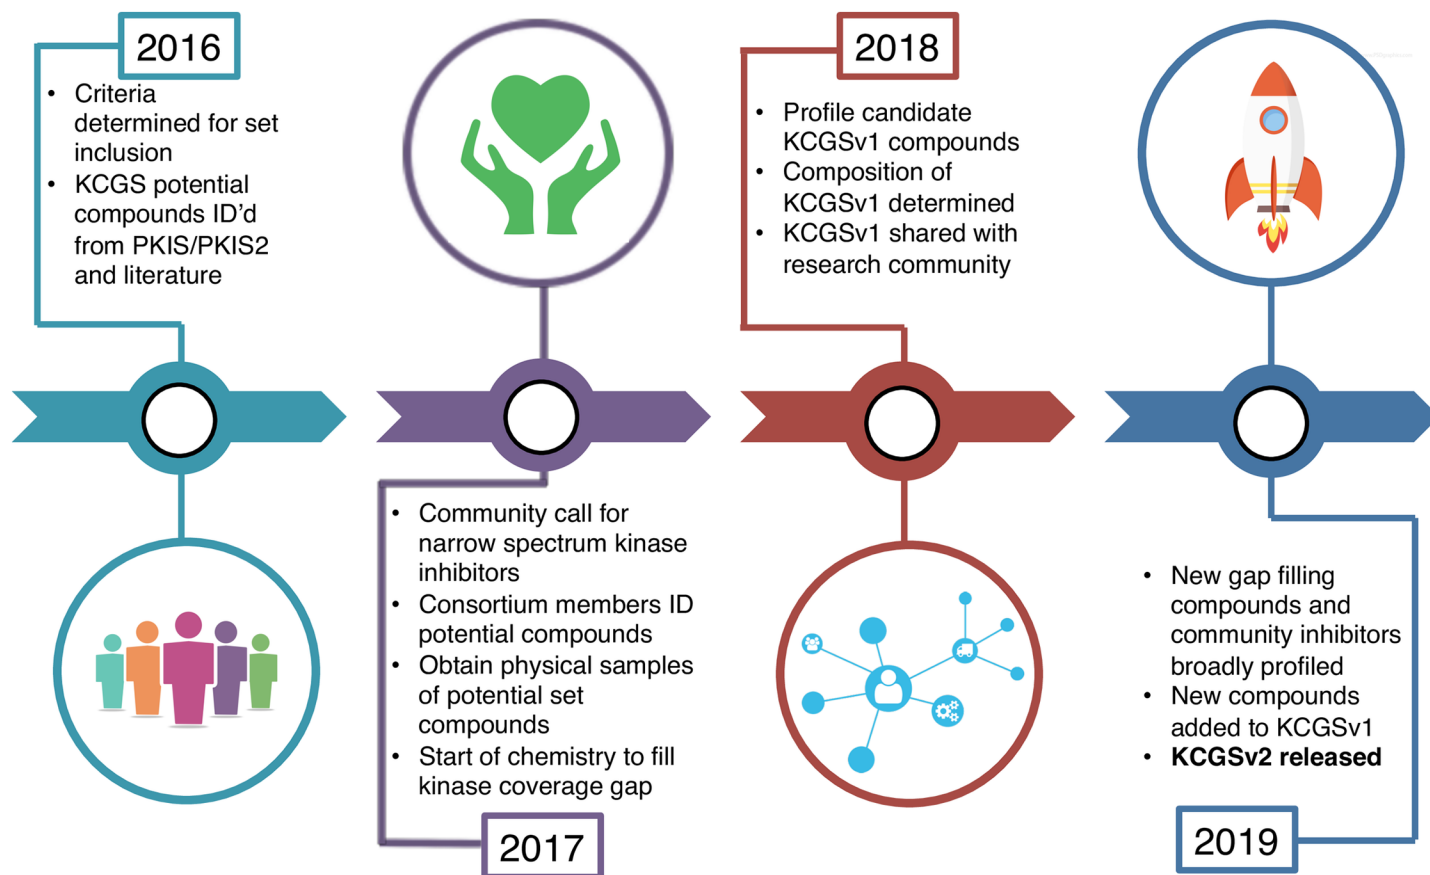 2016
• Criteria
determined for set
inclusion
• KCGS potential
compounds ID’d
from PKIS/PKIS2
and literature
• Community call for
narrow spectrum kinase
inhibitors
• Consortium members ID
potential compounds
• Obtain physical samples
of potential set
compounds
• Start of chemistry to fill
kinase coverage gap
2017
2018
• Profile candidate
KCGSv1 compounds
• Composition of
KCGSv1 determined
• KCGSv1 shared with
research community
• New gap filling
compounds and
community inhibitors
broadly profiled
• New compounds
added to KCGSv1
• KCGSv2 released
2019